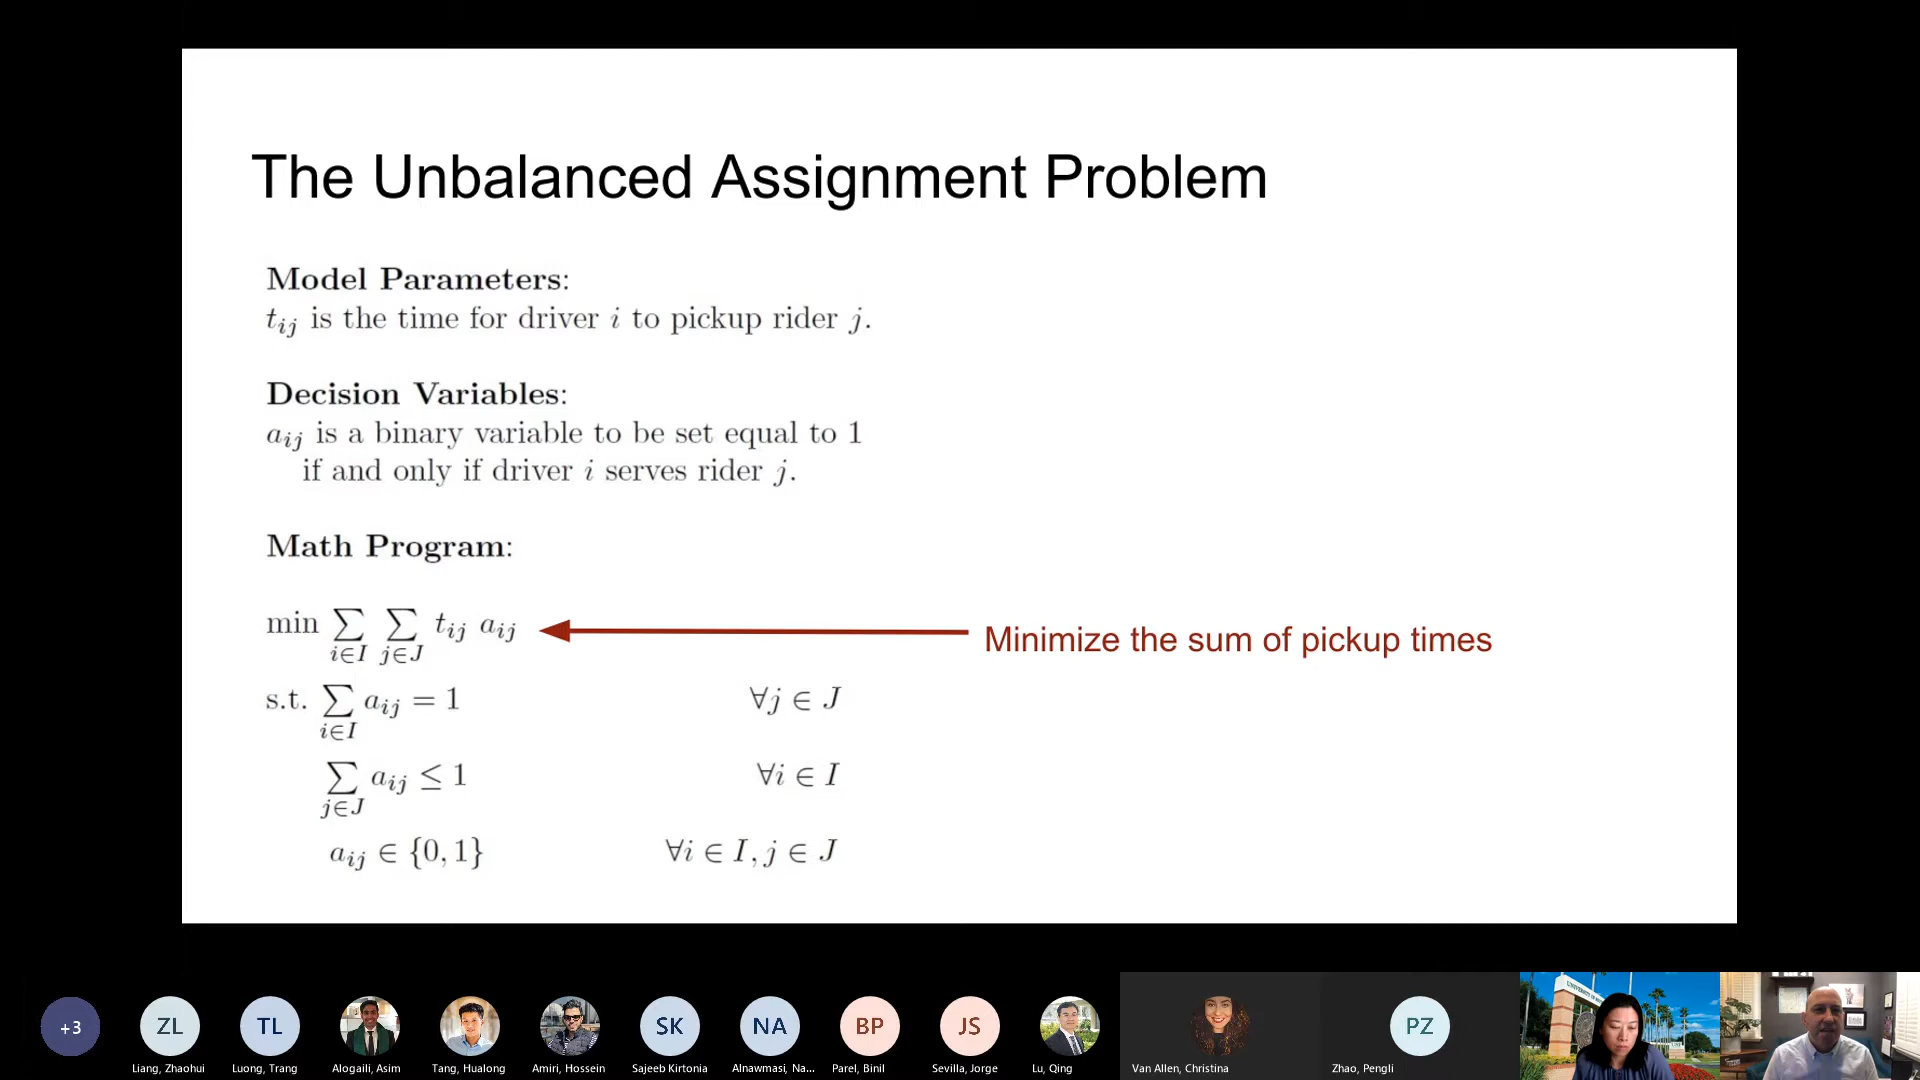 The Unbalanced Assignment Problem
Model Parameters:
t_ij is the time for driver i to pickup rider j.
Decision Variables:
a_ij is a binary variable to be set equal to 1
if and only if driver i serves rider j.
Math Program:
min ∑_{i∈I} ∑_{j∈J} t_ij a_ij
Minimize the sum of pickup times
s.t. ∑_{i∈I} a_ij = 1 ∀j ∈ J
∑_{j∈J} a_ij ≤ 1 ∀i ∈ I
a_ij ∈ {0, 1} ∀i ∈ I, j ∈ J
+3
ZL
TL
SK
NA
BP
JS
PZ
Liang, Zhaohui
Luong, Trang
Alogaili, Asim
Tang, Hualong
Amiri, Hossein
Sajeeb Kirtonia
Alnawmasi, Na...
Parel, Binil
Sevilla, Jorge
Lu, Qing
Van Allen, Christina
Zhao, Pengli